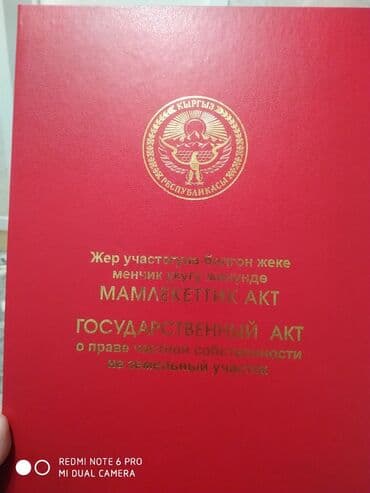 КЫРГЫЗ
РЕСПУБЛИКАСЫ
Жер участогуна болгон жеке
менчик укугу жөнүндө
МАМЛЕКЕТТИК АКТ
ГОСУДАРСТВЕННЫЙ АКТ
о праве частной собственности
на земельный участок
REDMI NOTE 6 PRO
MI DUAL CAMERA